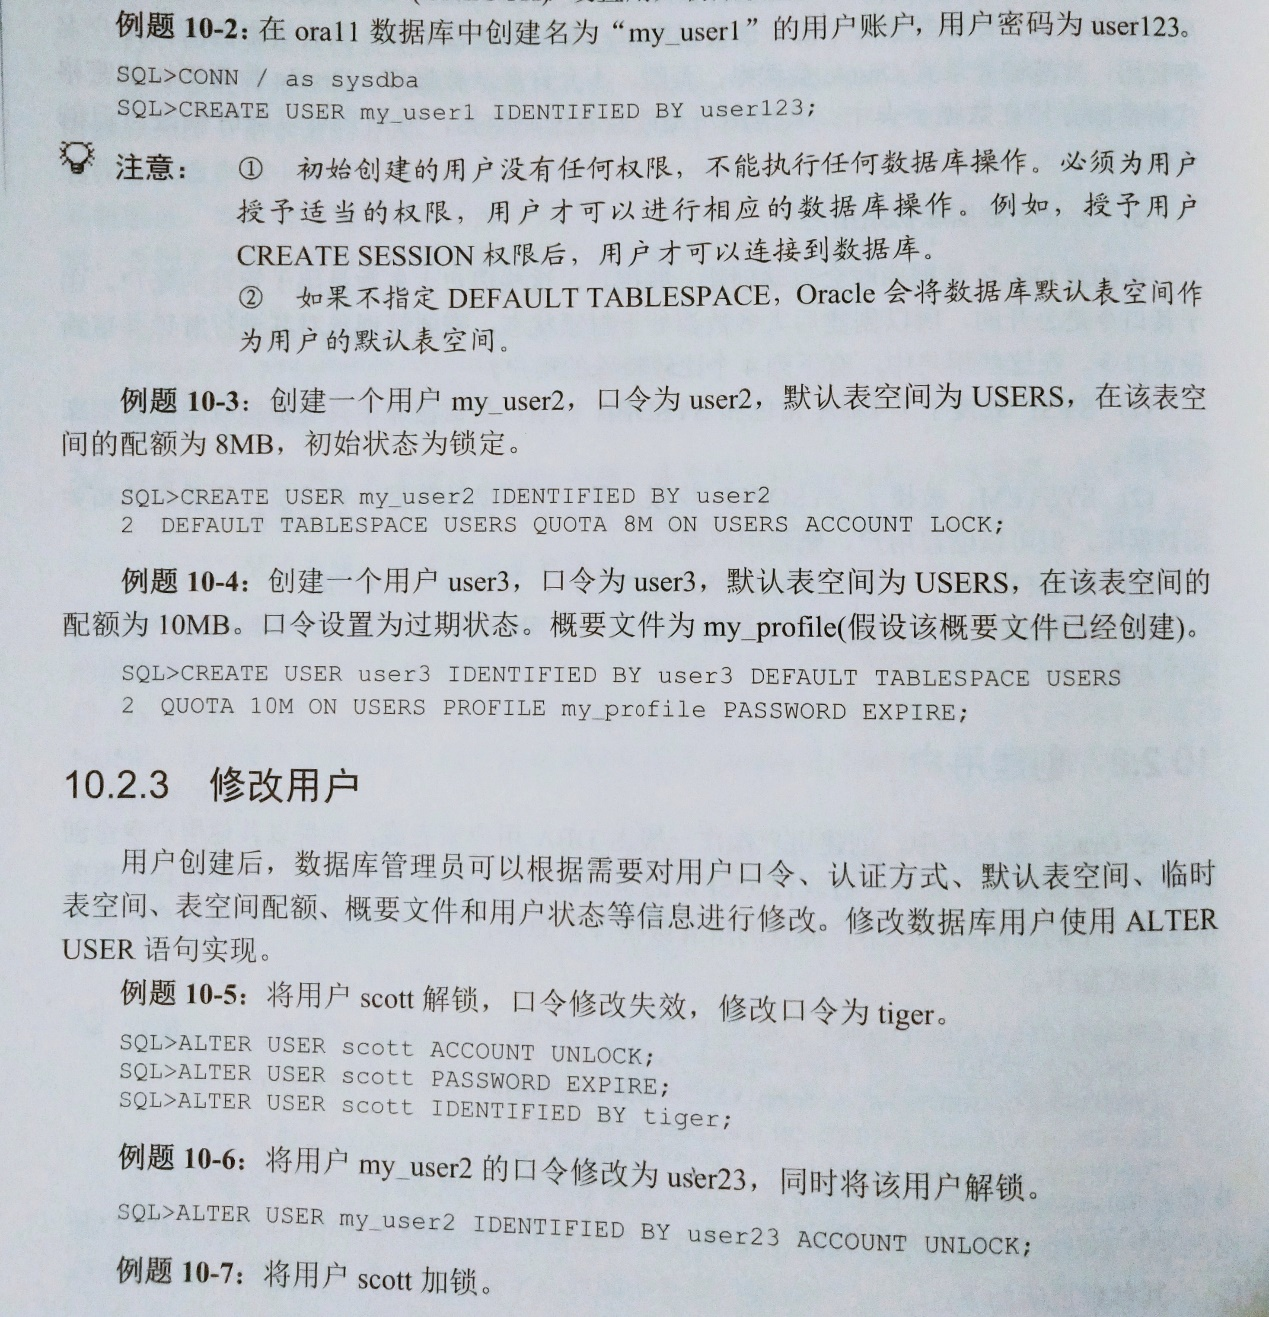 例题 10-2：在 ora11 数据库中创建名为“my_user1”的用户账户，用户密码为 user123。
SQL>CONN / as sysdba
SQL>CREATE USER my_user1 IDENTIFIED BY user123;
注意： ① 初始创建的用户没有任何权限，不能执行任何数据库操作。必须为用户
授予适当的权限，用户才可以进行相应的数据库操作。例如，授予用户
CREATE SESSION 权限后，用户才可以连接到数据库。
② 如果不指定 DEFAULT TABLESPACE，Oracle 会将数据库默认表空间作
为用户的默认表空间。
例题 10-3：创建一个用户 my_user2，口令为 user2，默认表空间为 USERS，在该表空
间的配额为 8MB，初始状态为锁定。
SQL>CREATE USER my_user2 IDENTIFIED BY user2
2 DEFAULT TABLESPACE USERS QUOTA 8M ON USERS ACCOUNT LOCK;
例题 10-4：创建一个用户 user3，口令为 user3，默认表空间为 USERS，在该表空间的
配额为 10MB。口令设置为过期状态。概要文件为 my_profile(假设该概要文件已经创建)。
SQL>CREATE USER user3 IDENTIFIED BY user3 DEFAULT TABLESPACE USERS
2 QUOTA 10M ON USERS PROFILE my_profile PASSWORD EXPIRE;
10.2.3 修改用户
用户创建后，数据库管理员可以根据需要对用户口令、认证方式、默认表空间、临时
表空间、表空间配额、概要文件和用户状态等信息进行修改。修改数据库用户使用 ALTER
USER 语句实现。
例题 10-5：将用户 scott 解锁，口令修改失效，修改口令为 tiger。
SQL>ALTER USER scott ACCOUNT UNLOCK;
SQL>ALTER USER scott PASSWORD EXPIRE;
SQL>ALTER USER scott IDENTIFIED BY tiger;
例题 10-6：将用户 my_user2 的口令修改为 user23，同时将该用户解锁。
SQL>ALTER USER my_user2 IDENTIFIED BY user23 ACCOUNT UNLOCK;
例题 10-7：将用户 scott 加锁。